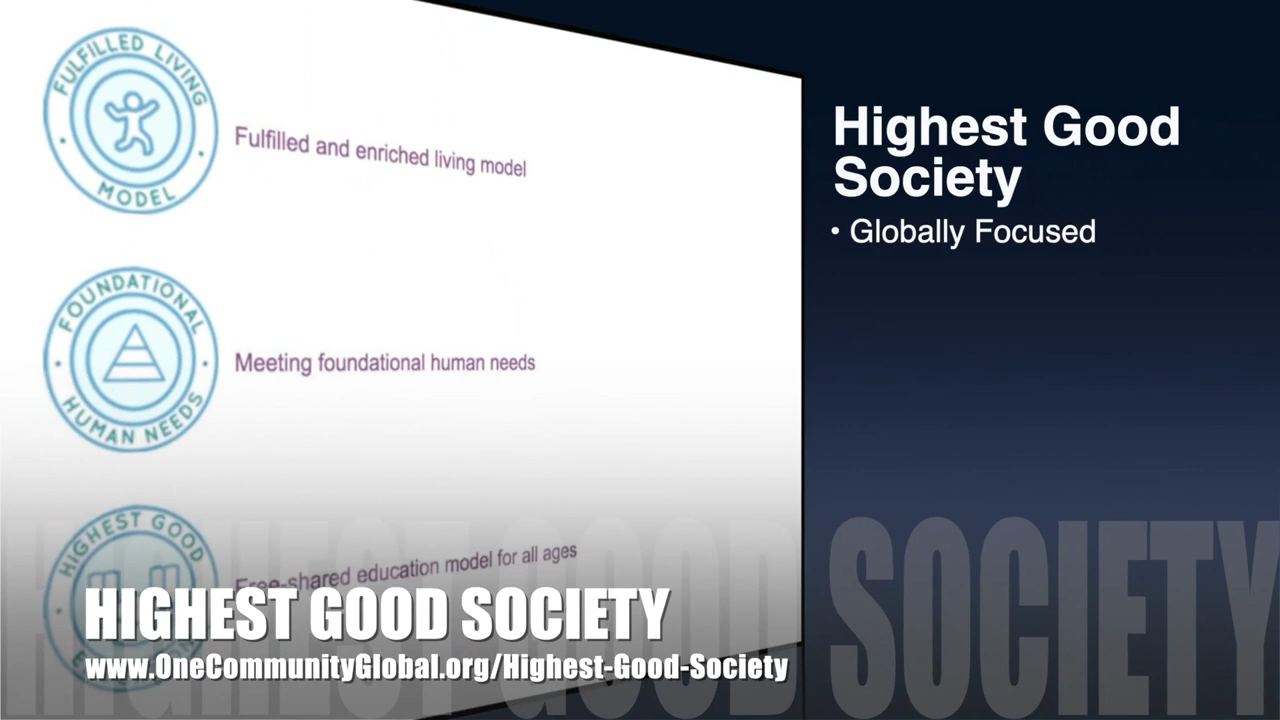 FULFILLED LIVING
MODEL
Fulfilled and enriched living model
FOUNDATIONAL
HUMAN NEEDS
Meeting foundational human needs
HIGHEST GOOD
Free-shared education model for all ages
Highest Good
Society
• Globally Focused
HIGHEST GOOD SOCIETY
HIGHEST GOOD SOCIETY
www.OneCommunityGlobal.org/Highest-Good-Society